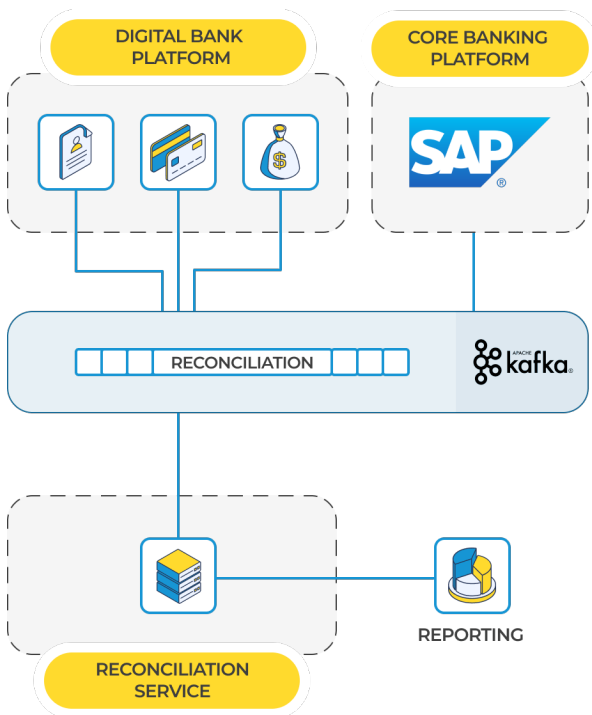 DIGITAL BANK
PLATFORM
CORE BANKING
PLATFORM
$
SAP®
RECONCILIATION
APACHE
kafka®
REPORTING
RECONCILIATION
SERVICE